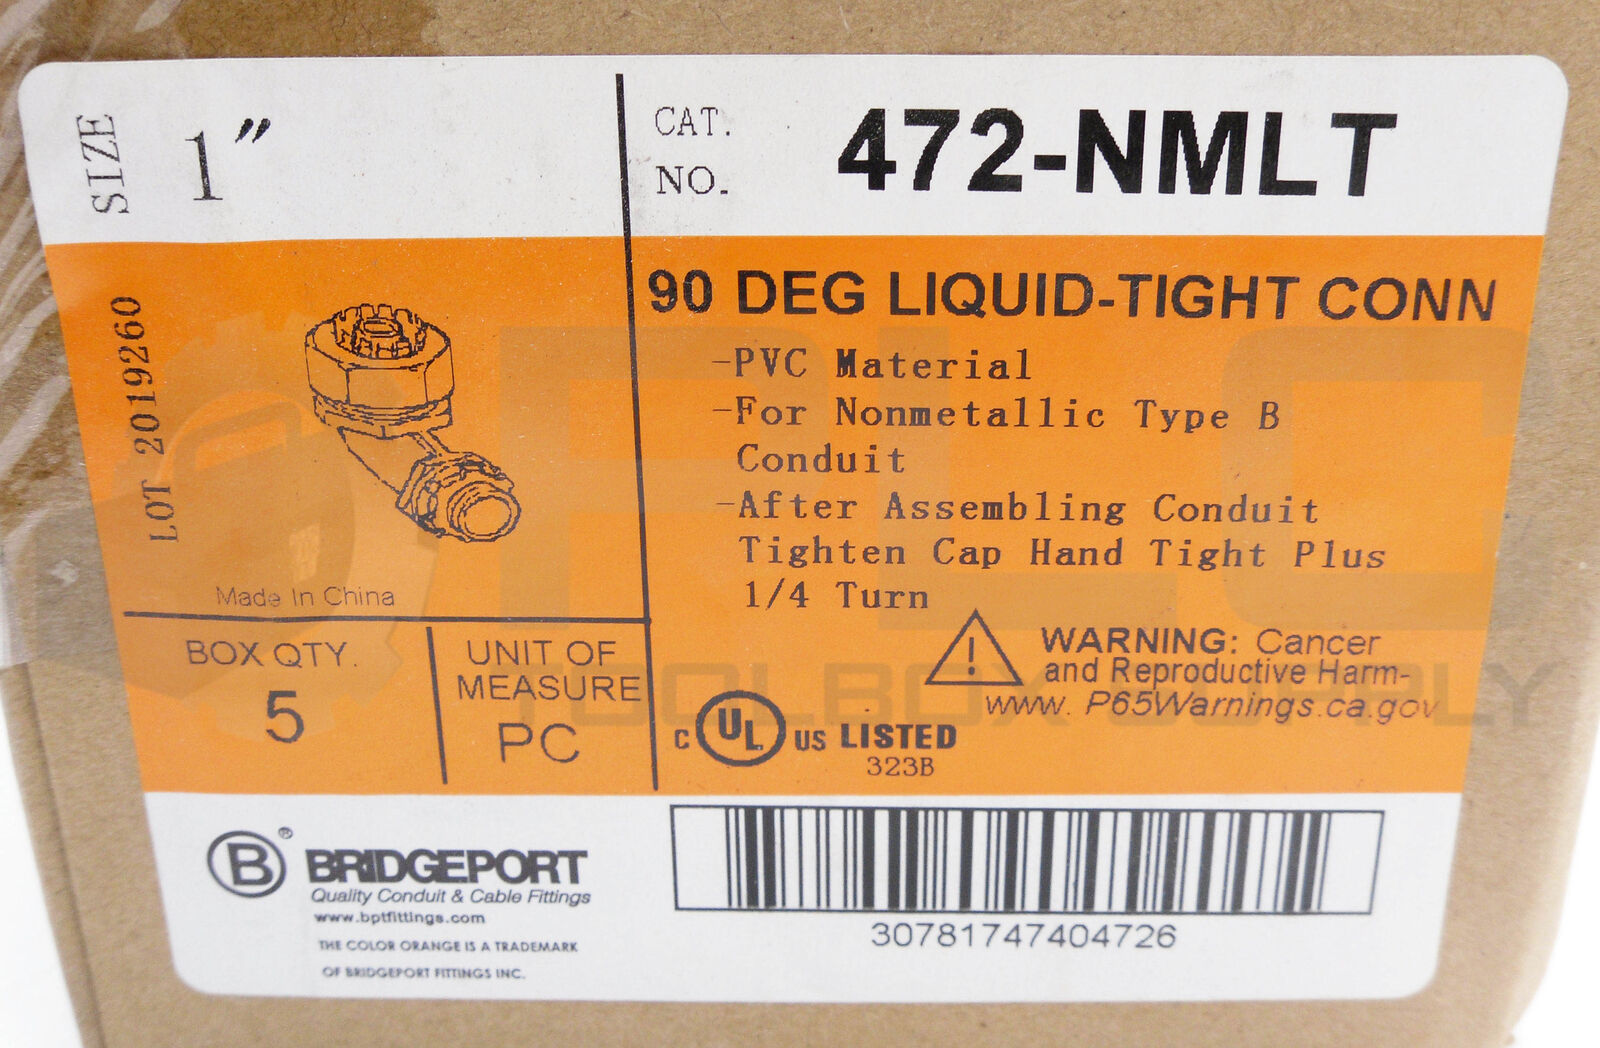 SIZE
1"
CAT.
NO.
472-NMLT
LOT 2019260
Made In China
90 DEG LIQUID-TIGHT CONN
-PVC Material
-For Nonmetallic Type B
Conduit
-After Assembling Conduit
Tighten Cap Hand Tight Plus
1/4 Turn
WARNING: Cancer
and Reproductive Harm-
www. P65Warnings.ca.gov
C UL US LISTED
323B
BOX QTY.
5
UNIT OF
MEASURE
PC
B®
BRIDGEPORT
Quality Conduit & Cable Fittings
www.bptfittings.com
THE COLOR ORANGE IS A TRADEMARK
OF BRIDGEPORT FITTINGS INC.
30781747404726
PLC
TOOLBOX SUPPLY